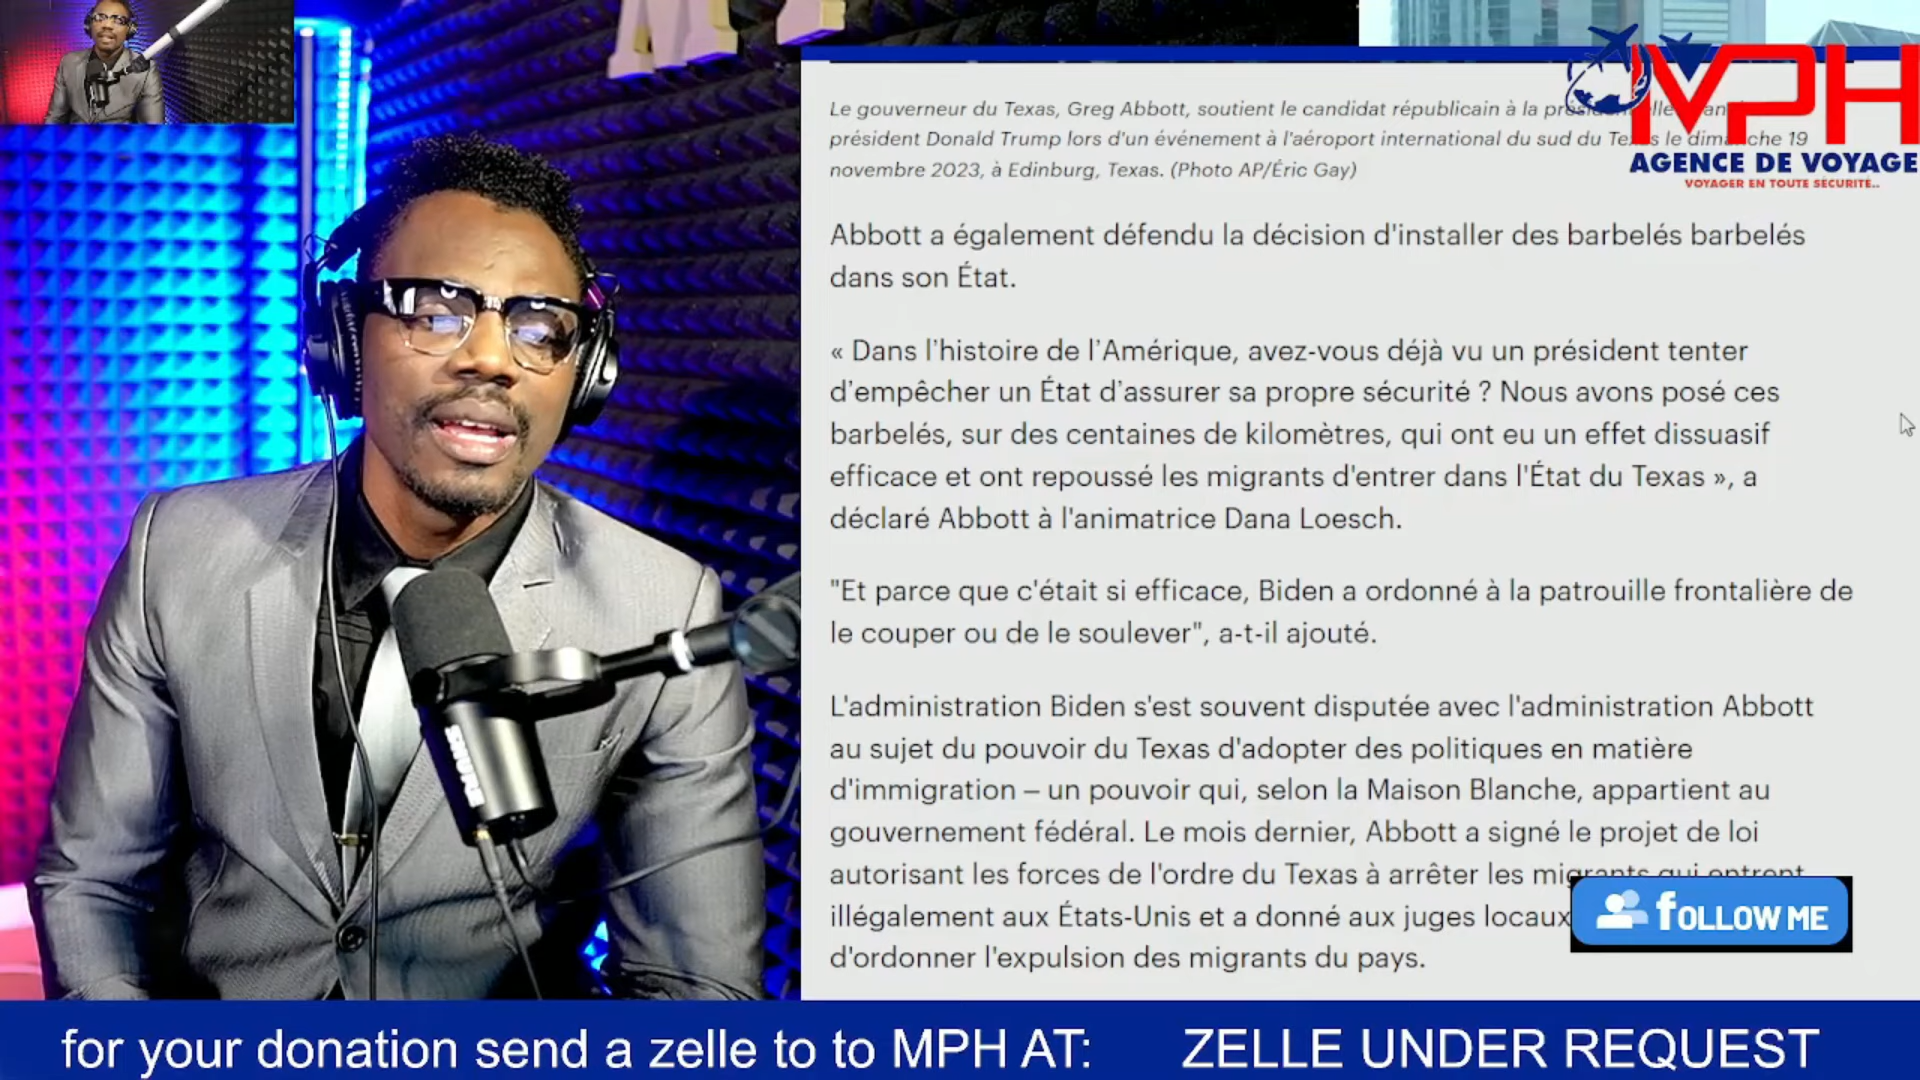 MPH
AGENCE DE VOYAGE
VOYAGER EN TOUTE SÉCURITÉ..
Le gouverneur du Texas, Greg Abbott, soutient le candidat républicain à la
président Donald Trump lors d'un événement à l'aéroport international du sud du Texas le dimanche 19
novembre 2023, à Edinburg, Texas. (Photo AP/Éric Gay)
Abbott a également défendu la décision d'installer des barbelés barbelés
dans son État.
« Dans l’histoire de l’Amérique, avez-vous déjà vu un président tenter
d’empêcher un État d’assurer sa propre sécurité ? Nous avons posé ces
barbelés, sur des centaines de kilomètres, qui ont eu un effet dissuasif
efficace et ont repoussé les migrants d'entrer dans l'État du Texas », a
déclaré Abbott à l'animatrice Dana Loesch.
"Et parce que c'était si efficace, Biden a ordonné à la patrouille frontalière de
le couper ou de le soulever", a-t-il ajouté.
L'administration Biden s'est souvent disputée avec l'administration Abbott
au sujet du pouvoir du Texas d'adopter des politiques en matière
d'immigration – un pouvoir qui, selon la Maison Blanche, appartient au
gouvernement fédéral. Le mois dernier, Abbott a signé le projet de loi
autorisant les forces de l'ordre du Texas à arrêter les migrants qui entrent
illégalement aux États-Unis et a donné aux juges locaux
d'ordonner l'expulsion des migrants du pays.
fOLLOW ME
for your donation send a zelle to to MPH AT: ZELLE UNDER REQUEST